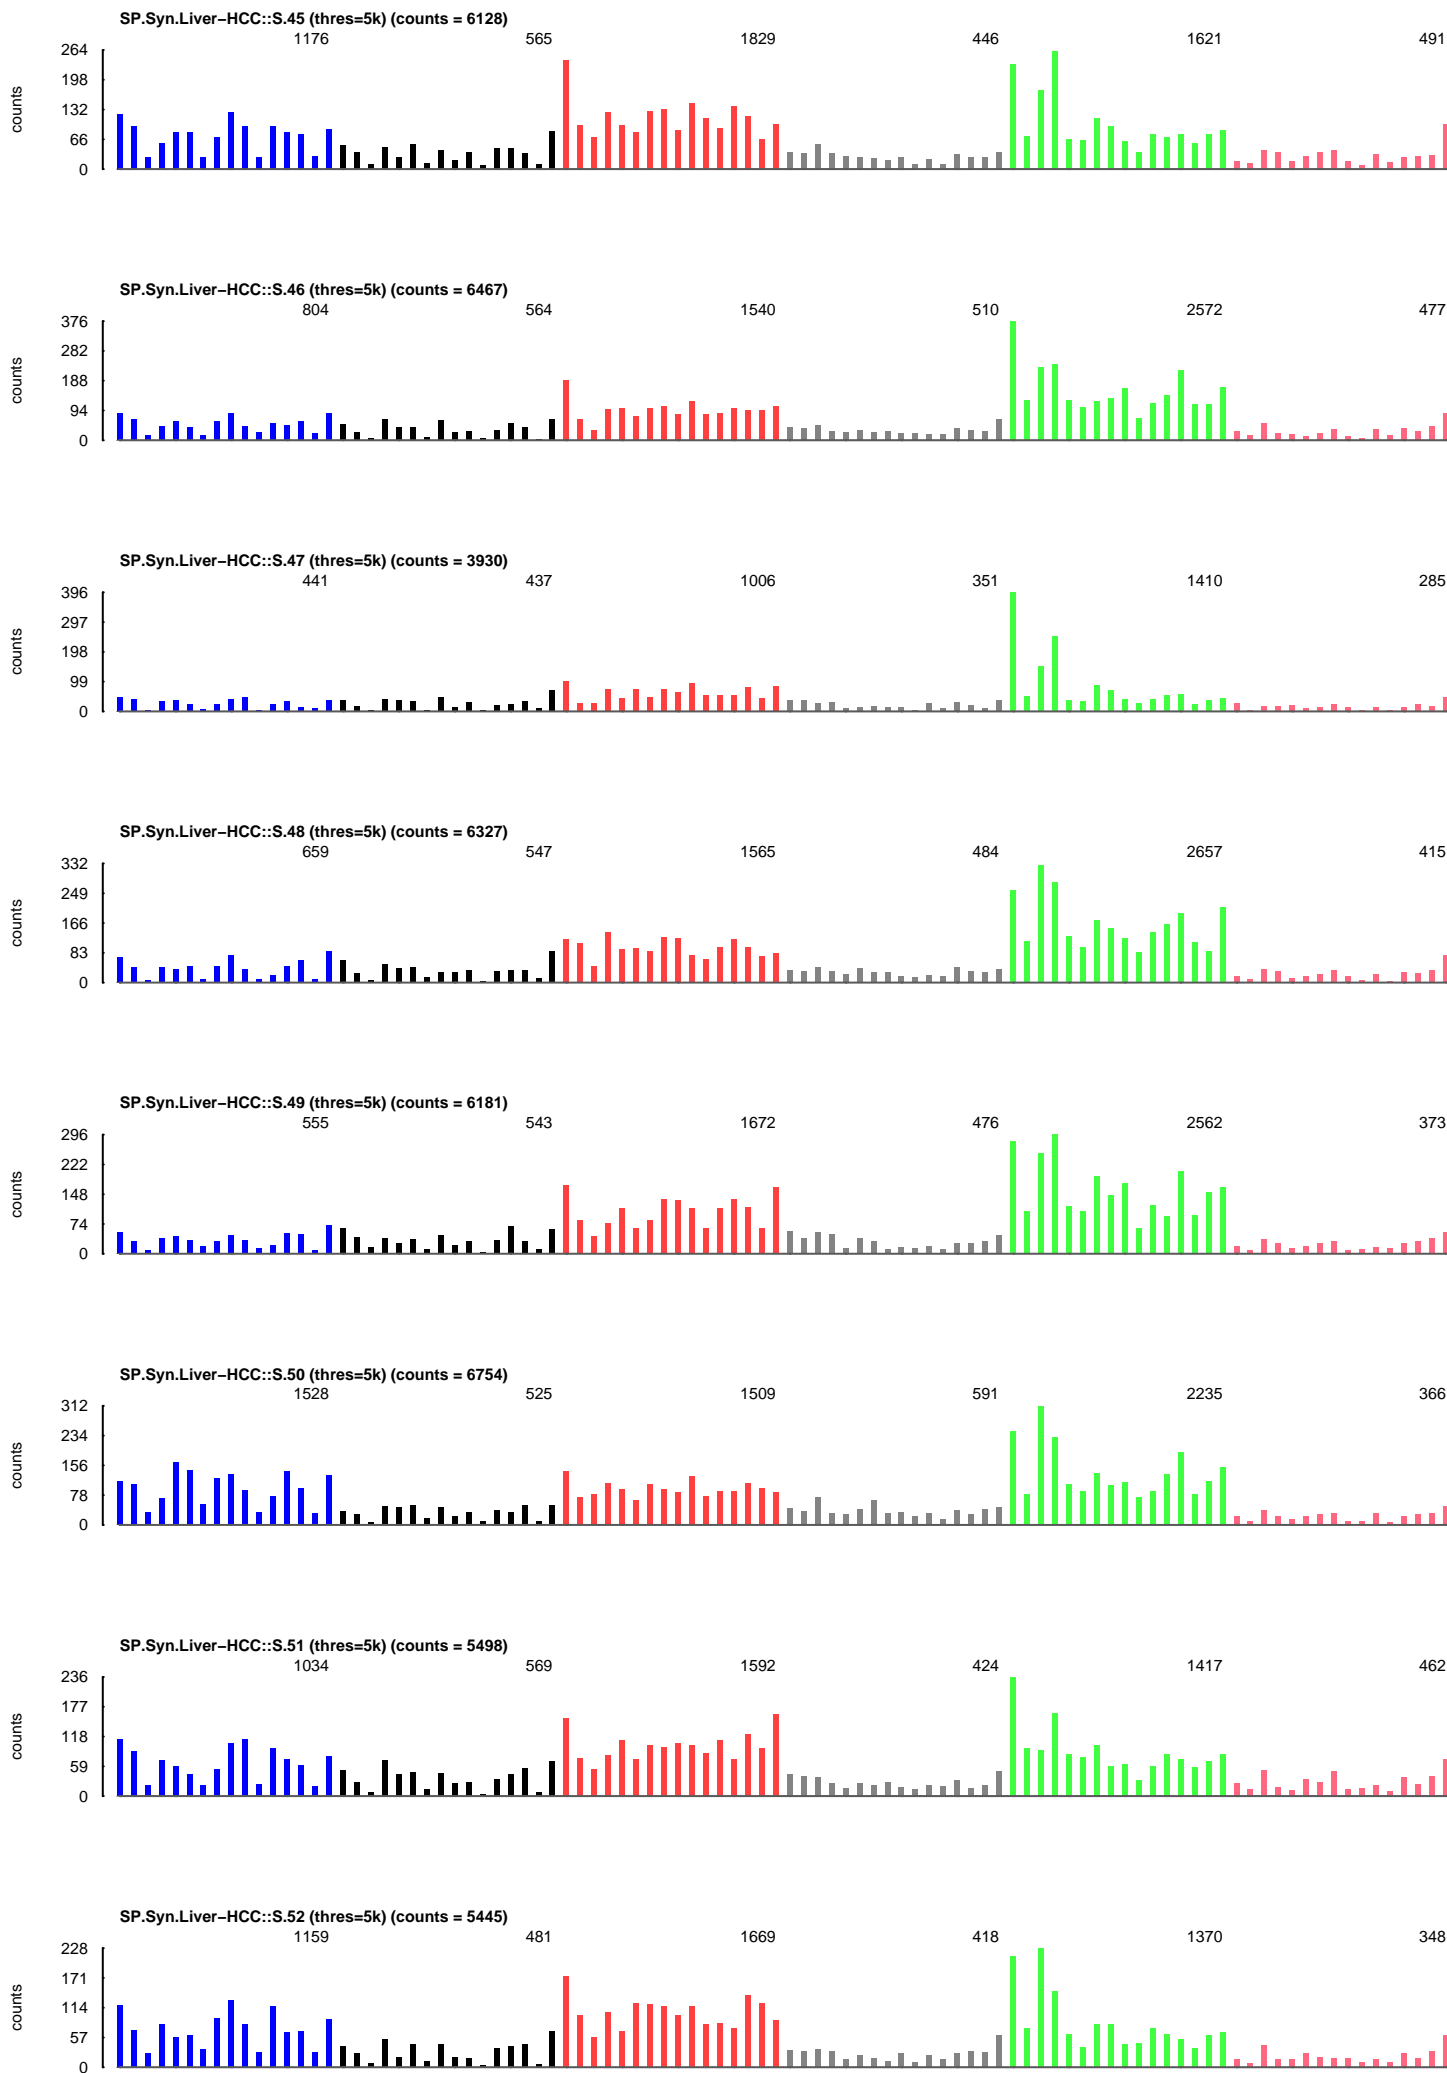 SP.Syn.Liver−HCC::S.45 (thres=5k) (counts = 6128)
1176 565 1829 446 1621 491
264
198
132
66
0
counts
SP.Syn.Liver−HCC::S.46 (thres=5k) (counts = 6467)
804 564 1540 510 2572 477
376
282
188
94
0
counts
SP.Syn.Liver−HCC::S.47 (thres=5k) (counts = 3930)
441 437 1006 351 1410 285
396
297
198
99
0
counts
SP.Syn.Liver−HCC::S.48 (thres=5k) (counts = 6327)
659 547 1565 484 2657 415
332
249
166
83
0
counts
SP.Syn.Liver−HCC::S.49 (thres=5k) (counts = 6181)
555 543 1672 476 2562 373
296
222
148
74
0
counts
SP.Syn.Liver−HCC::S.50 (thres=5k) (counts = 6754)
1528 525 1509 591 2235 366
312
234
156
78
0
counts
SP.Syn.Liver−HCC::S.51 (thres=5k) (counts = 5498)
1034 569 1592 424 1417 462
236
177
118
59
0
counts
SP.Syn.Liver−HCC::S.52 (thres=5k) (counts = 5445)
1159 481 1669 418 1370 348
228
171
114
57
0
counts